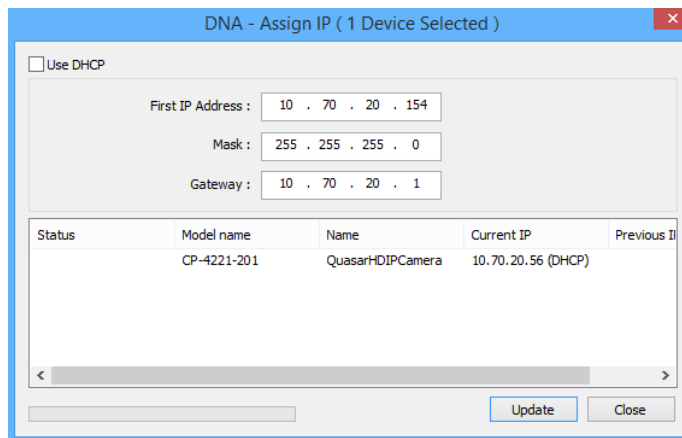 DNA - Assign IP ( 1 Device Selected )
x
Use DHCP
First IP Address : 10 . 70 . 20 . 154
Mask : 255 . 255 . 255 . 0
Gateway : 10 . 70 . 20 . 1
Status Model name Name Current IP Previous I
CP-4221-201 QuasarHDIPCamera 10.70.20.56 (DHCP)
Update Close